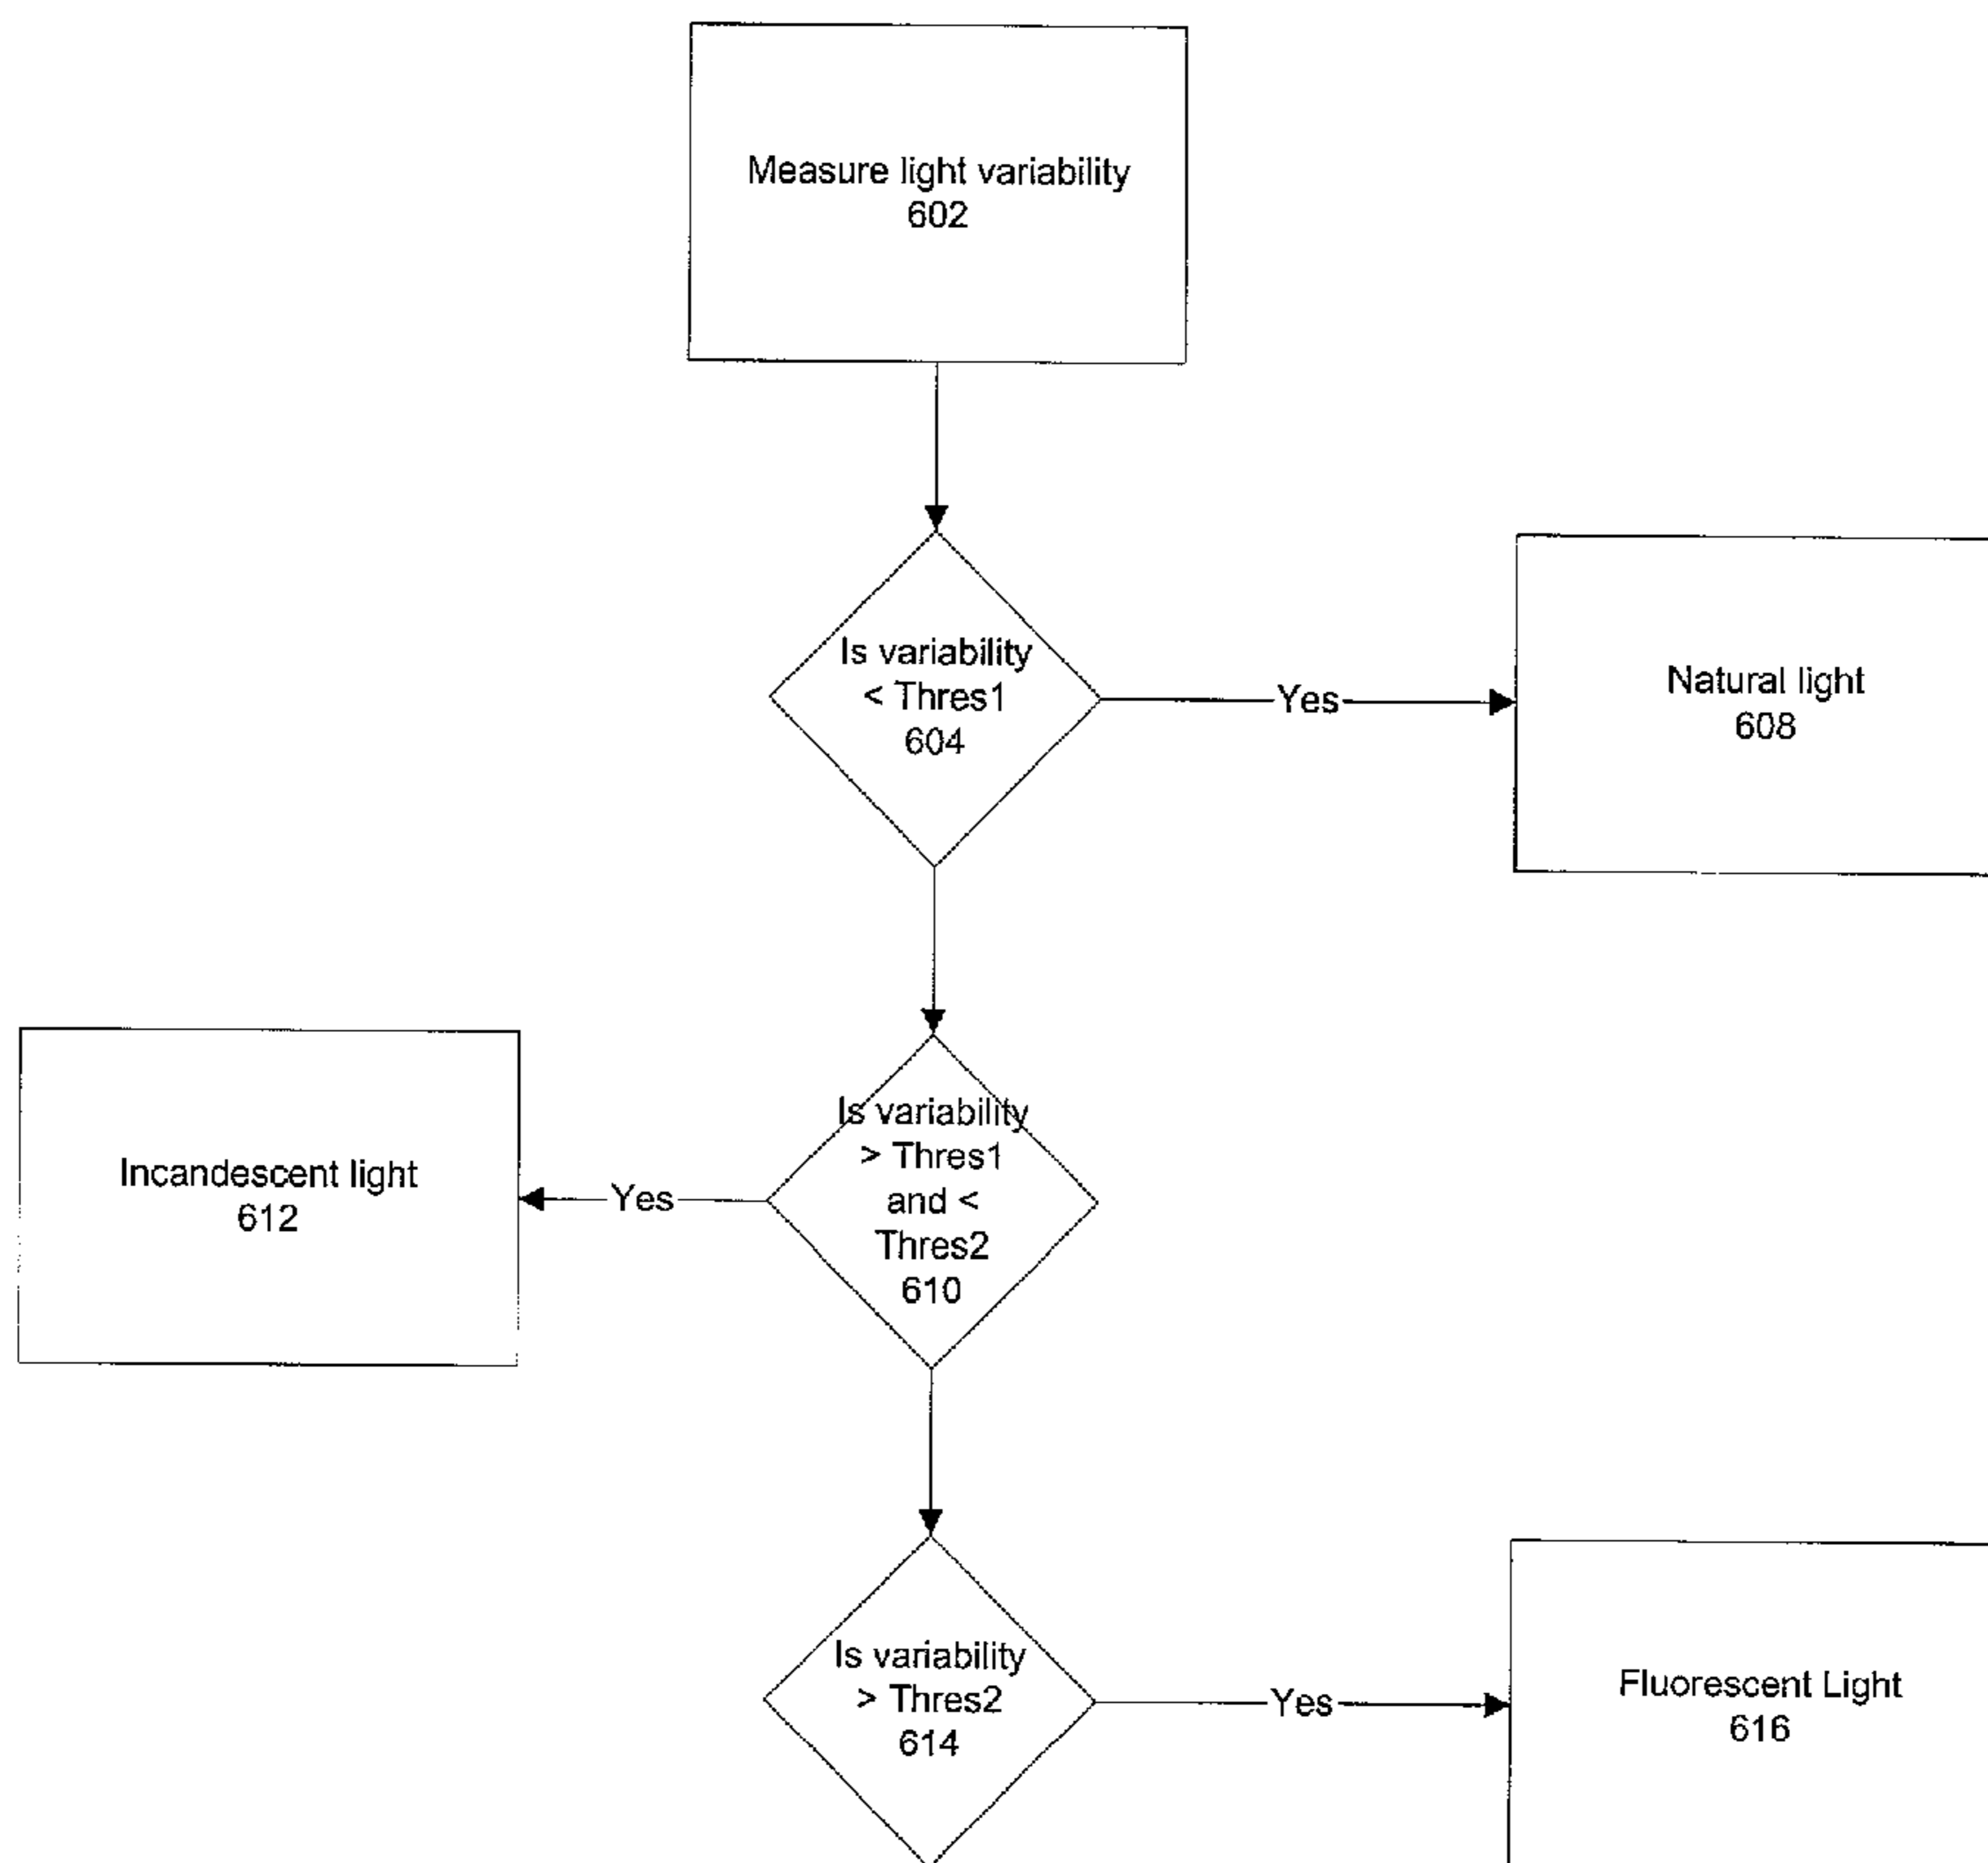 Measure light variability
602
Is variability
< Thres1
604
Yes
Natural light
608
Is variability
> Thres1
and <
Thres2
610
Yes
Incandescent light
612
Is variability
> Thres2
614
Yes
Fluorescent Light
616